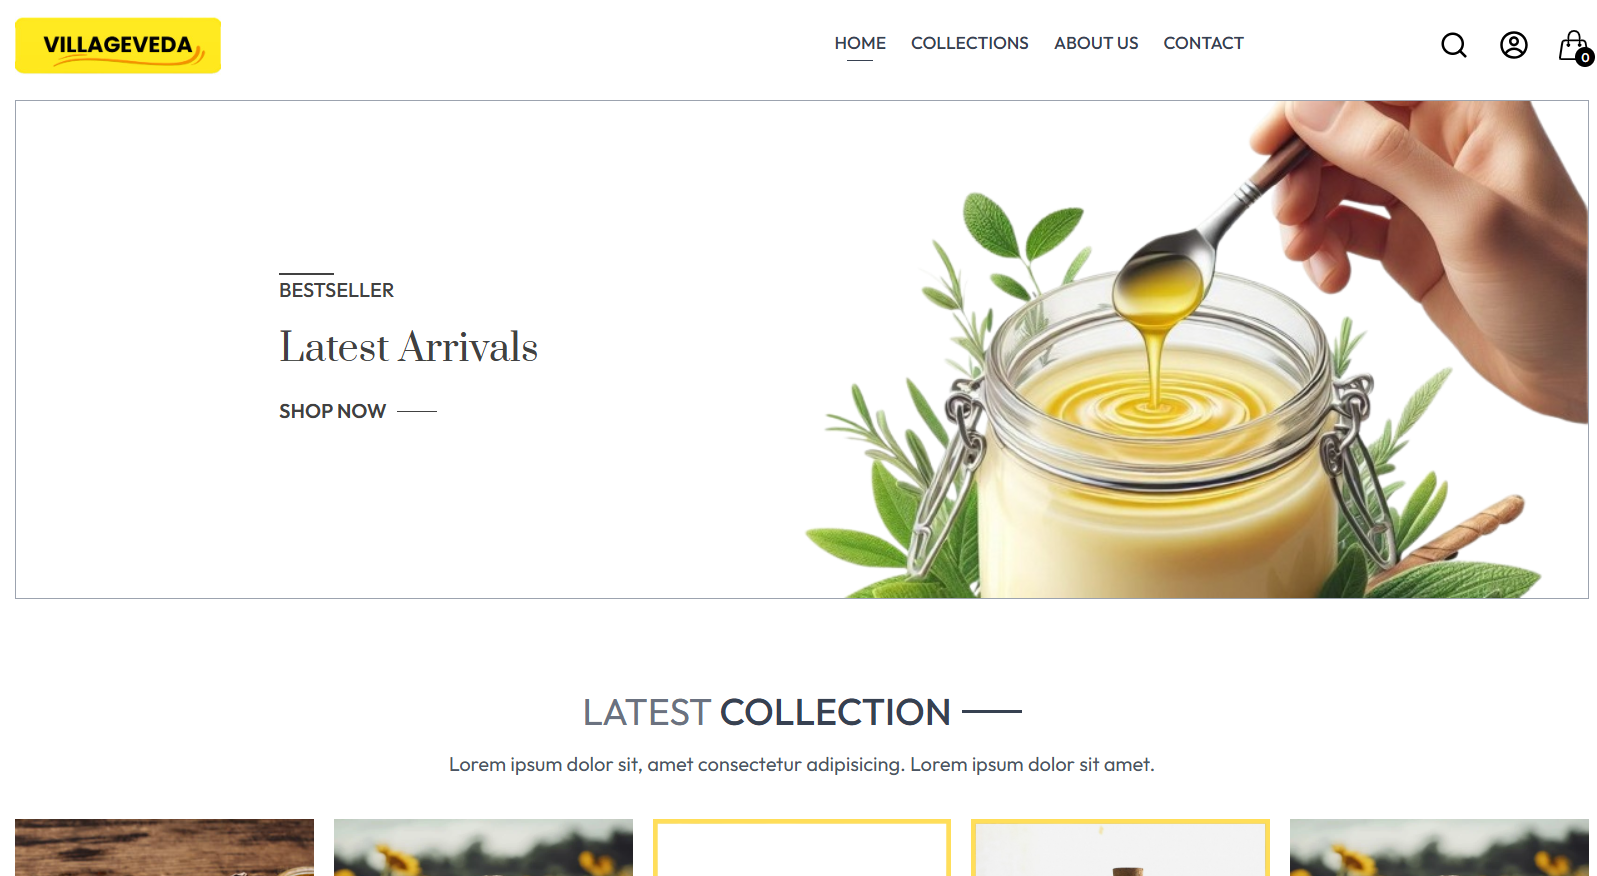 VILLAGEVEDA
HOME COLLECTIONS ABOUT US CONTACT
0
BESTSELLER
Latest Arrivals
SHOP NOW
LATEST COLLECTION
Lorem ipsum dolor sit, amet consectetur adipisicing. Lorem ipsum dolor sit amet.